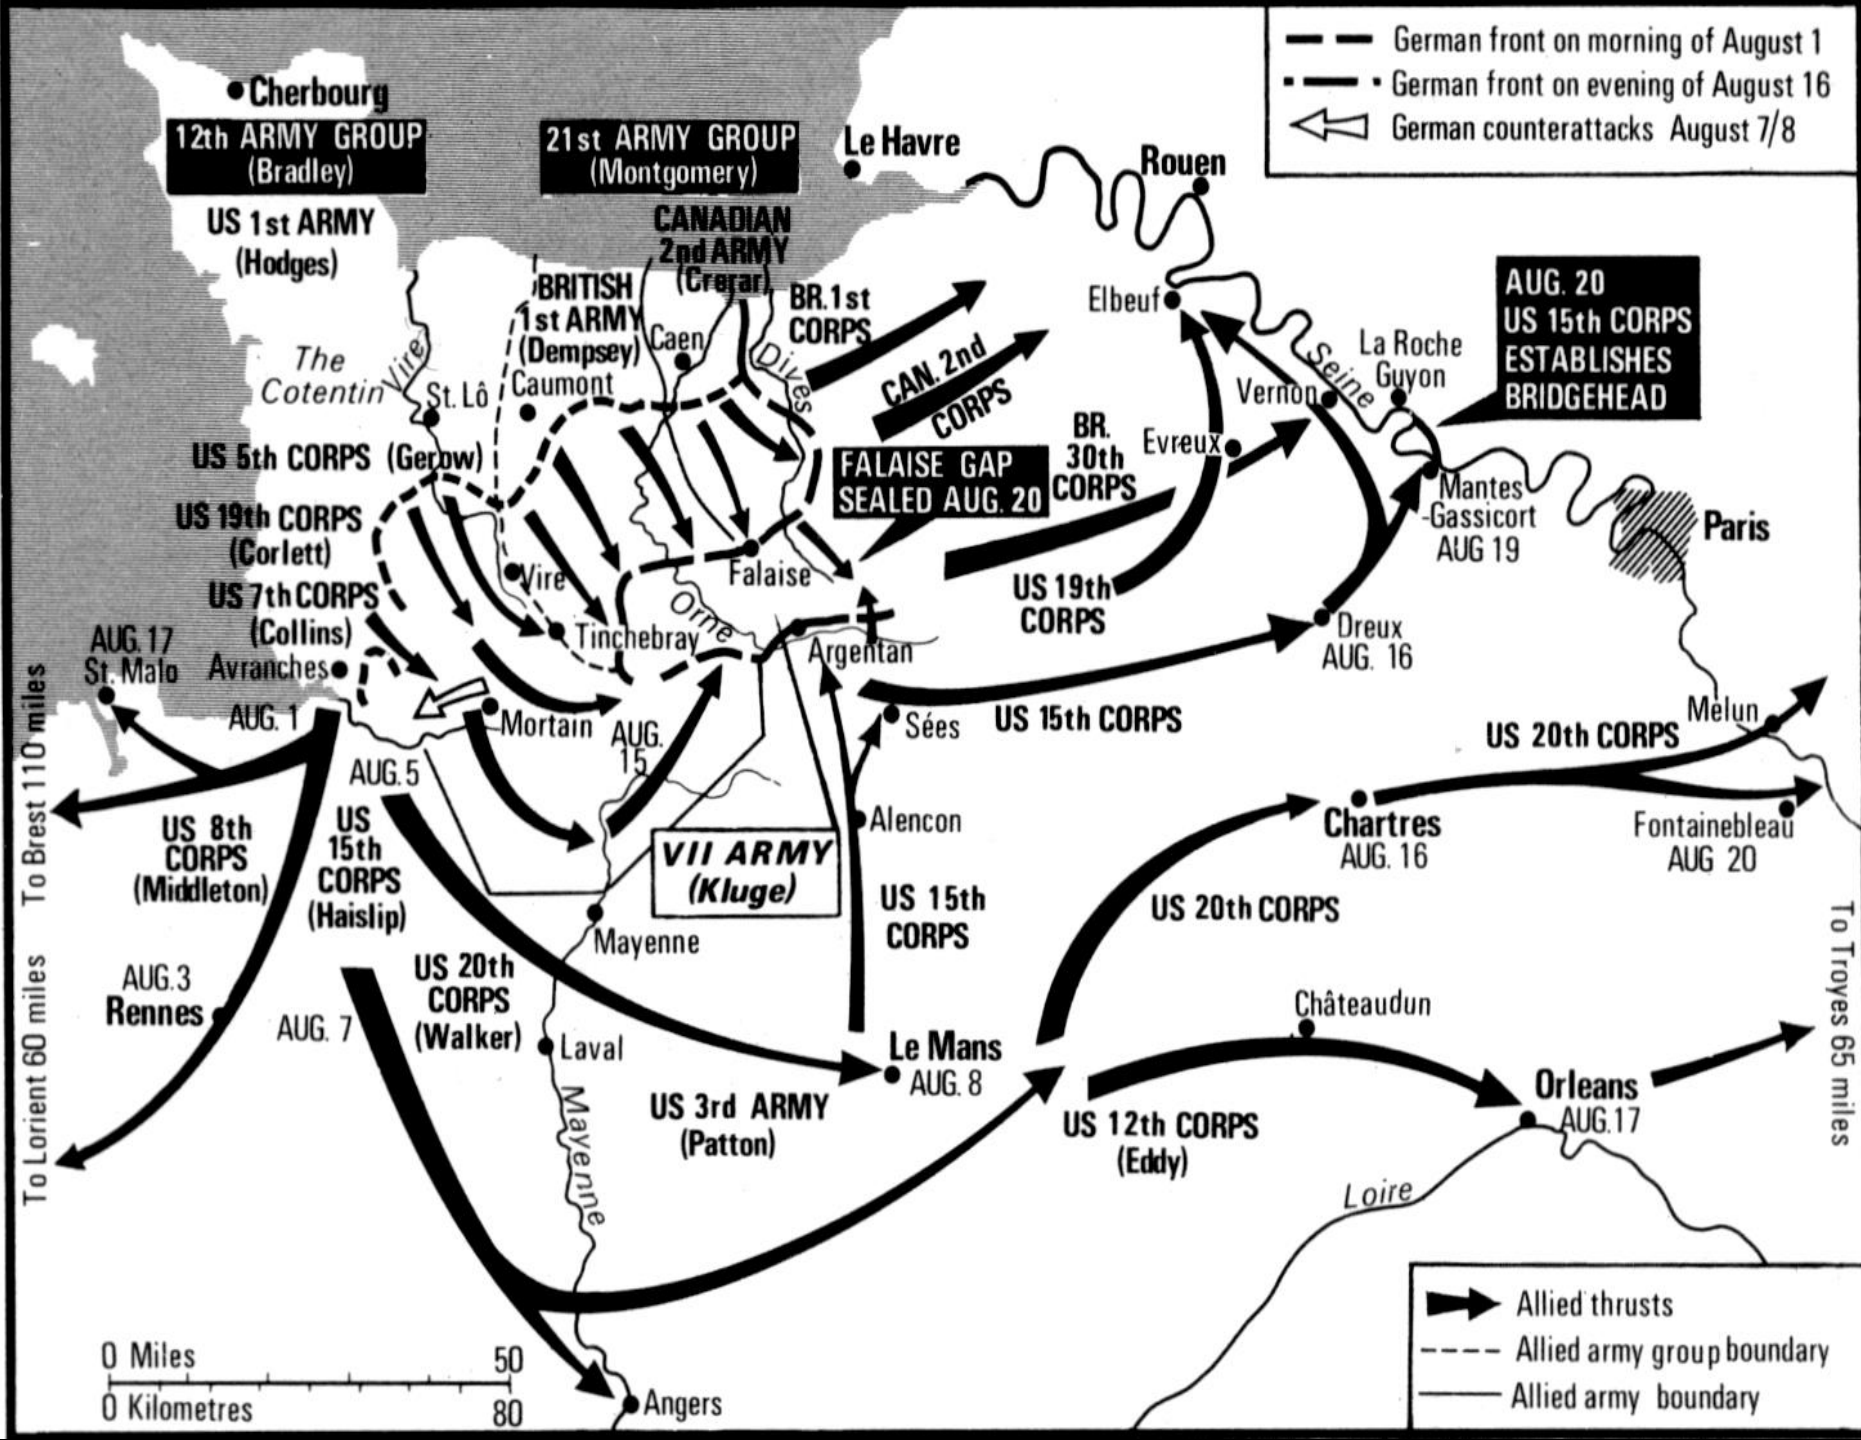 German front on morning of August 1
German front on evening of August 16
German counterattacks August 7/8
Cherbourg
12th ARMY GROUP
(Bradley)
US 1st ARMY
(Hodges)
21st ARMY GROUP
(Montgomery)
CANADIAN
2nd ARMY
(Crerar)
BRITISH
1st ARMY
(Dempsey)
Le Havre
Rouen
Elbeuf
BR. 1st
CORPS
CAN. 2nd
CORPS
Caen
Dives
Caumont
The
Cotentin
Vire
St. Lô
Seine
La Roche
Guyon
Vernon
AUG. 20
US 15th CORPS
ESTABLISHES
BRIDGEHEAD
Evreux
BR.
30th
CORPS
FALAISE GAP
SEALED AUG. 20
Mantes
-Gassicort
AUG 19
Paris
US 5th CORPS (Gerow)
US 19th CORPS
(Corlett)
US 7th CORPS
(Collins)
Vire
Falaise
Orne
Tinchebray
Argentan
US 19th
CORPS
Dreux
AUG. 16
AUG. 17
St. Malo
Avranches
AUG. 1
Mortain
AUG.
15
Sées
US 15th CORPS
Melun
US 20th CORPS
To Brest 110 miles
AUG. 5
US 8th
CORPS
(Middleton)
US
15th
CORPS
(Haislip)
VII ARMY
(Kluge)
Alencon
Chartres
AUG. 16
Fontainebleau
AUG 20
US 15th
CORPS
US 20th CORPS
Mayenne
AUG. 3
Rennes
US 20th
CORPS
(Walker)
AUG. 7
Laval
Mayenne
Le Mans
AUG. 8
US 3rd ARMY
(Patton)
Châteaudun
US 12th CORPS
(Eddy)
Orleans
AUG. 17
Loire
To Lorient 60 miles
To Troyes 65 miles
0 Miles 50
0 Kilometres 80
Angers
Allied thrusts
Allied army group boundary
Allied army boundary